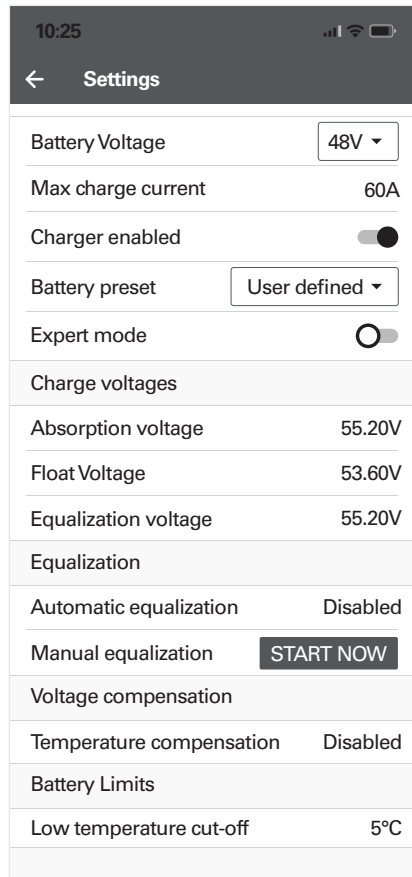 10:25
Settings
Battery Voltage 48V
Max charge current 60A
Charger enabled
Battery preset User defined
Expert mode
Charge voltages
Absorption voltage 55.20V
Float Voltage 53.60V
Equalization voltage 55.20V
Equalization
Automatic equalization Disabled
Manual equalization START NOW
Voltage compensation
Temperature compensation Disabled
Battery Limits
Low temperature cut-off 5°C